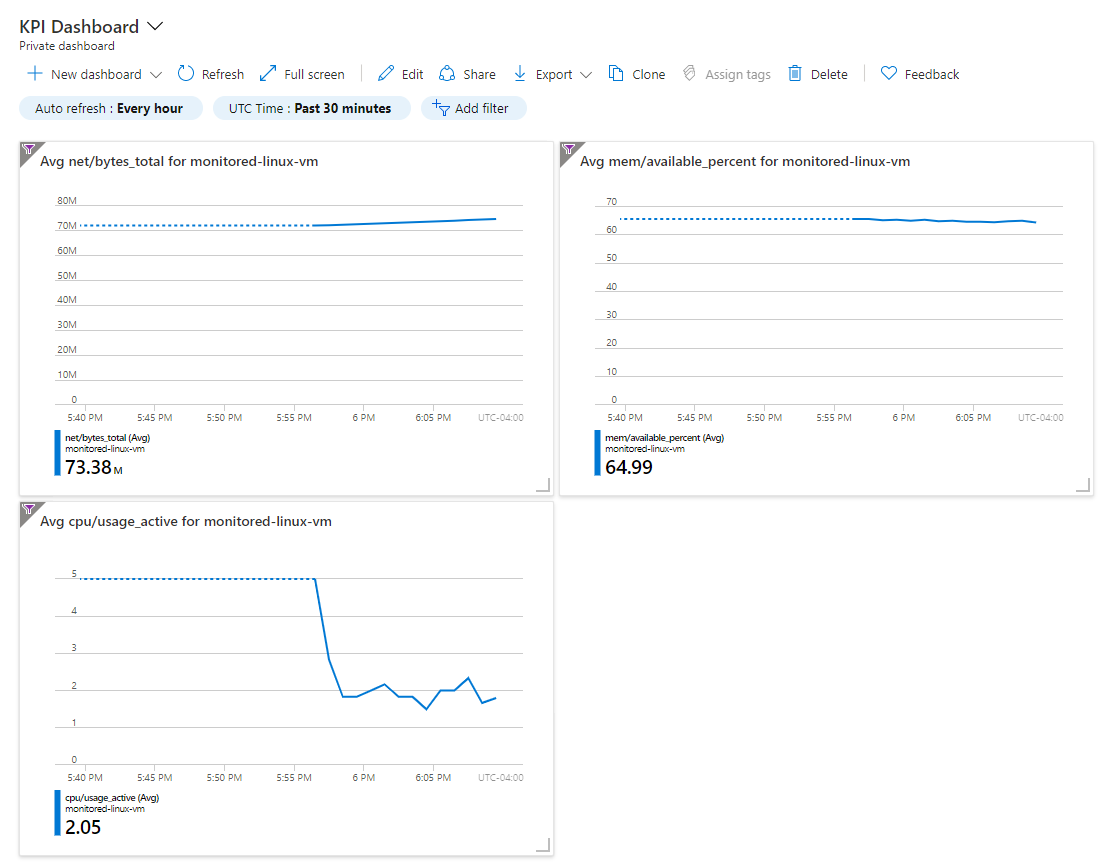 KPI Dashboard
Private dashboard
New dashboard Refresh Full screen Edit Share Export Clone Assign tags Delete Feedback
Auto refresh : Every hour UTC Time : Past 30 minutes Add filter
Avg net/bytes_total for monitored-linux-vm
80M
70M
60M
50M
40M
30M
20M
10M
0
5:40 PM 5:45 PM 5:50 PM 5:55 PM 6 PM 6:05 PM UTC-04:00
net/bytes_total (Avg)
monitored-linux-vm
73.38 M
Avg mem/available_percent for monitored-linux-vm
70
60
50
40
30
20
10
0
5:40 PM 5:45 PM 5:50 PM 5:55 PM 6 PM 6:05 PM UTC-04:00
mem/available_percent (Avg)
monitored-linux-vm
64.99
Avg cpu/usage_active for monitored-linux-vm
5
4
3
2
1
0
5:40 PM 5:45 PM 5:50 PM 5:55 PM 6 PM 6:05 PM UTC-04:00
cpu/usage_active (Avg)
monitored-linux-vm
2.05